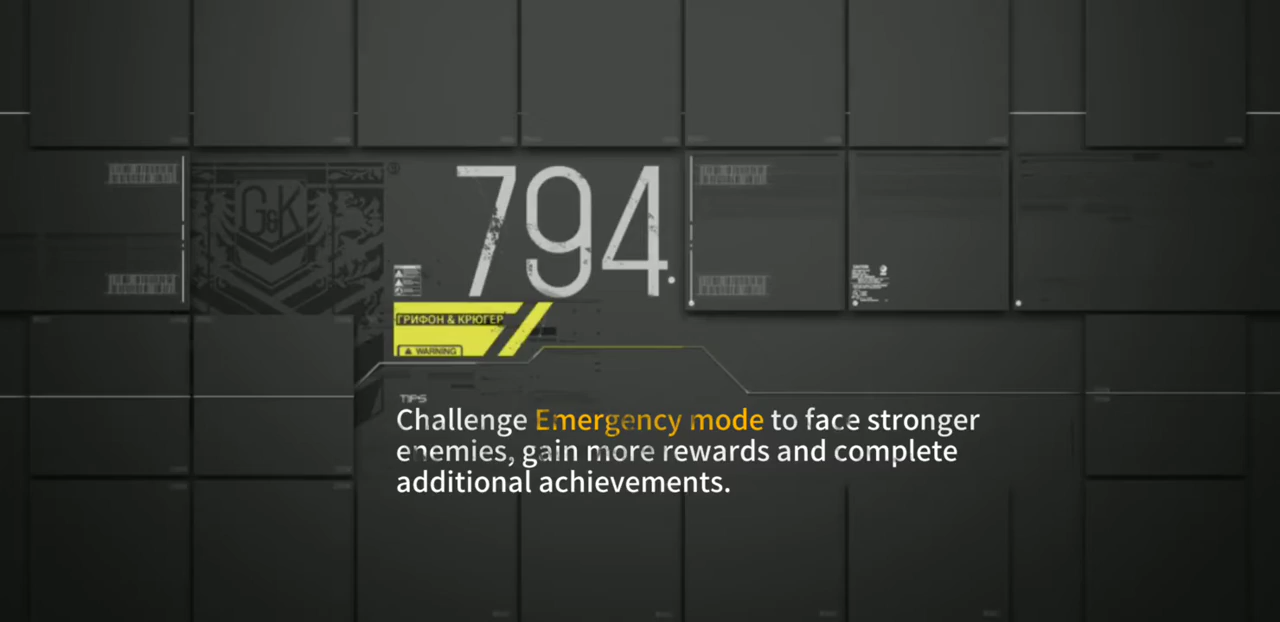 G&K
794.
ГРИФОН & КРЮГЕР
WARNING
TIPS
Challenge Emergency mode to face stronger
enemies, gain more rewards and complete
additional achievements.